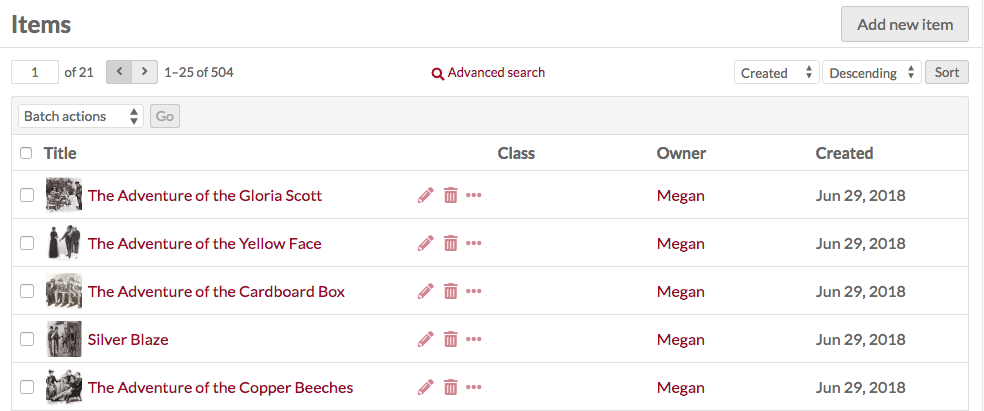 Items Add new item
1 of 21 1–25 of 504 Advanced search Created Descending Sort
Batch actions Go
Title Class Owner Created
The Adventure of the Gloria Scott Megan Jun 29, 2018
The Adventure of the Yellow Face Megan Jun 29, 2018
The Adventure of the Cardboard Box Megan Jun 29, 2018
Silver Blaze Megan Jun 29, 2018
The Adventure of the Copper Beeches Megan Jun 29, 2018